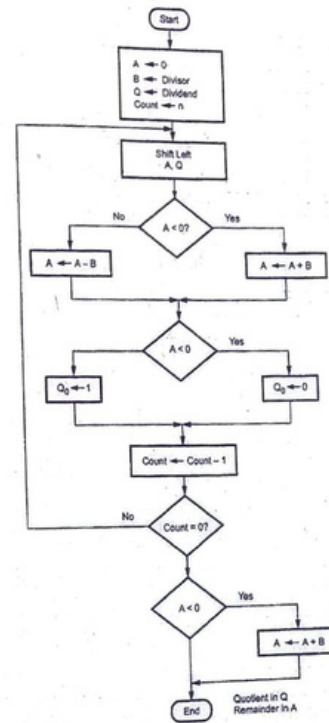 Start
A ← 0
B ← Divisor
Q ← Dividend
Count ← n
Shift Left
A, Q
A < 0?
No
Yes
A ← A – B
A ← A + B
A < 0
Yes
Q₀ ← 1
Q₀ ← 0
Count ← Count – 1
No
Count = 0?
A < 0
Yes
A ← A + B
End
Quotient in Q
Remainder in A